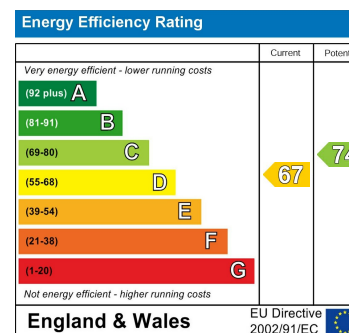 Energy Efficiency Rating
Current
Very energy efficient - lower running costs
(92 plus) A
(81-91) B
(69-80) C
74
(55-68) D
67
(39-54) E
(21-38) F
(1-20) G
Not energy efficient - higher running costs
England & Wales
EU Directive
2002/91/EC